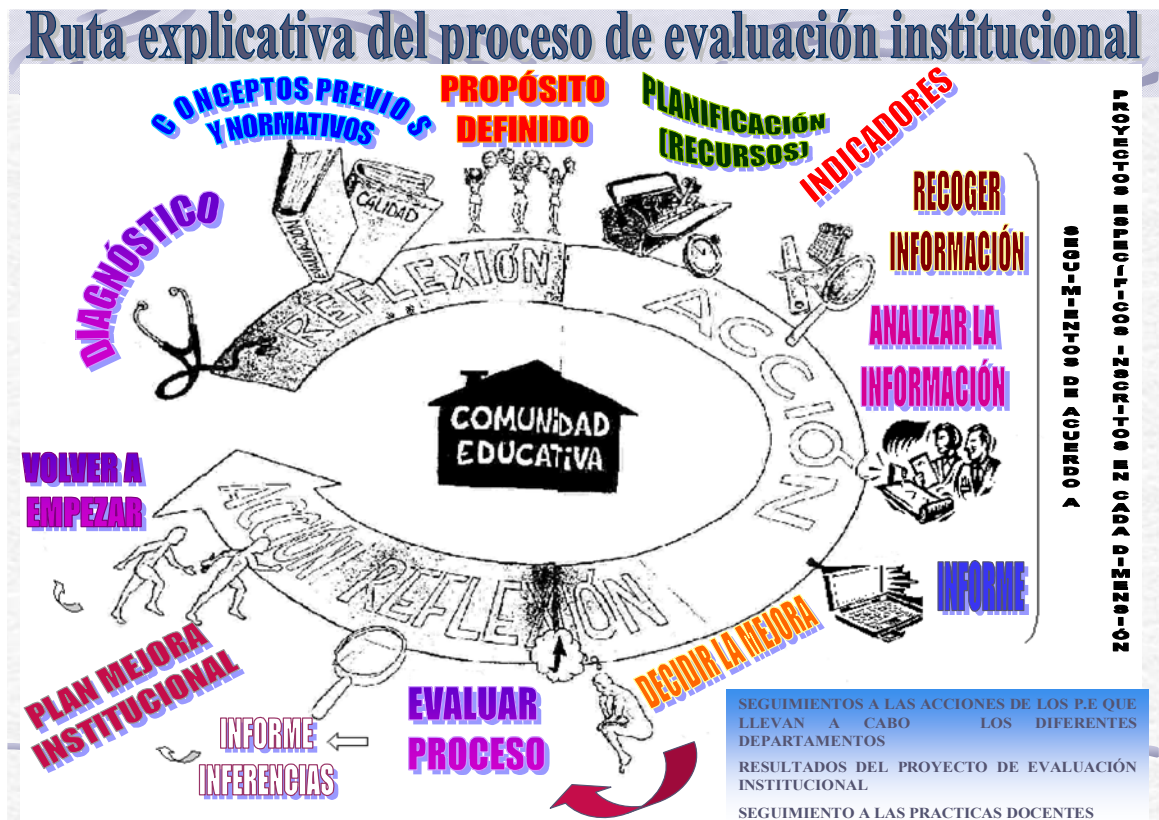 Ruta explicativa del proceso de evaluación institucional
CONCEPTOS PREVIOS
Y NORMATIVOS
PROPÓSITO
DEFINIDO
PLANIFICACIÓN
(RECURSOS)
INDICADORES
RECOGER
INFORMACIÓN
ANALIZAR LA
INFORMACIÓN
INFORME
SEGUIMIENTOS DE ACUERDO A
PROYECTOS ESPECÍFICOS INSCRITOS EN CADA DIMENSIÓN
DIAGNÓSTICO
CALIDAD
REFLEXIÓN
ACCIÓN
COMUNIDAD
EDUCATIVA
VOLVER A
EMPEZAR
ACCIÓN REFLEXIÓN
DECIDIR LA MEJORA
EVALUAR
PROCESO
PLAN MEJORA
INSTITUCIONAL
INFORME
INFERENCIAS
SEGUIMIENTOS A LAS ACCIONES DE LOS P.E QUE
LLEVAN A CABO LOS DIFERENTES
DEPARTAMENTOS
RESULTADOS DEL PROYECTO DE EVALUACIÓN
INSTITUCIONAL
SEGUIMIENTO A LAS PRACTICAS DOCENTES